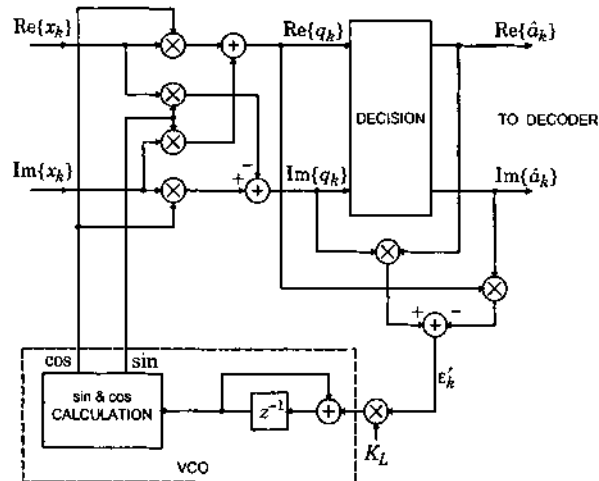 Re{x_k}
Re{q_k}
Re{â_k}
DECISION
TO DECODER
Im{x_k}
Im{q_k}
Im{â_k}
−
+
+
−
ε′_k
cos
sin
sin & cos
CALCULATION
z⁻¹
K_L
VCO